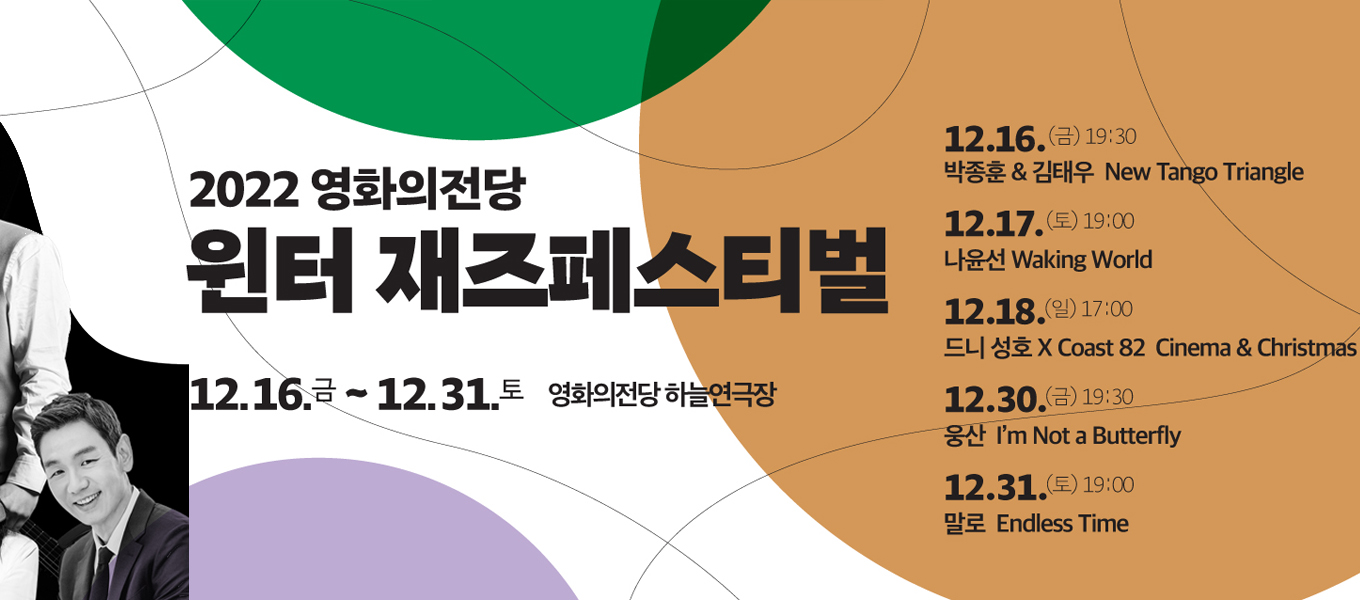 2022 영화의전당
윈터 재즈페스티벌
12.16.금 ~ 12.31.토 영화의전당 하늘연극장
12.16.(금) 19:30
박종훈 & 김태우 New Tango Triangle
12.17.(토) 19:00
나윤선 Waking World
12.18.(일) 17:00
드니 성호 X Coast 82 Cinema & Christmas
12.30.(금) 19:30
웅산 I'm Not a Butterfly
12.31.(토) 19:00
말로 Endless Time